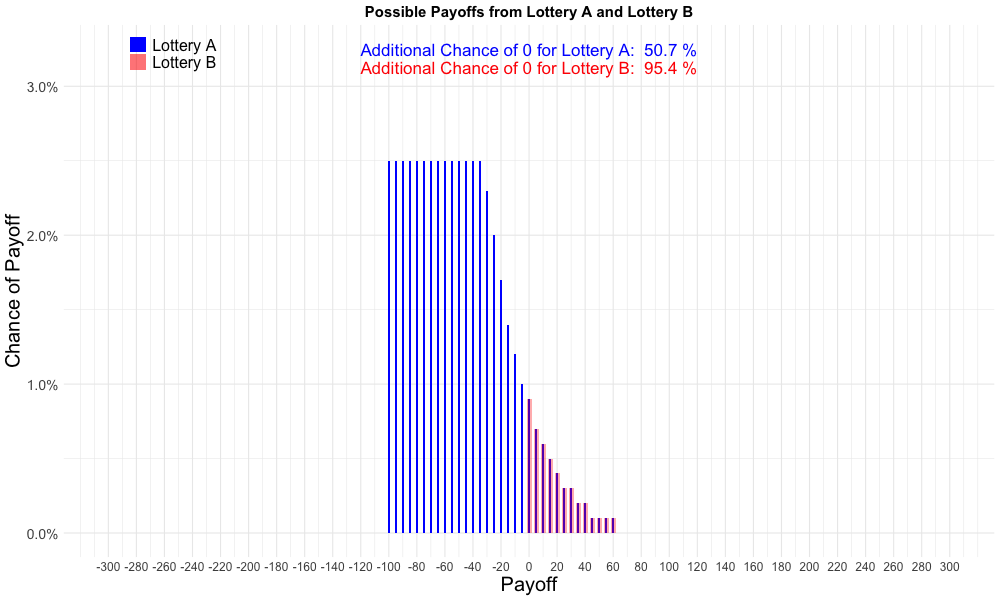 Possible Payoffs from Lottery A and Lottery B
Lottery A
Lottery B
Additional Chance of 0 for Lottery A: 50.7 %
Additional Chance of 0 for Lottery B: 95.4 %
Chance of Payoff
3.0%
2.0%
1.0%
0.0%
-300 -280 -260 -240 -220 -200 -180 -160 -140 -120 -100 -80 -60 -40 -20 0 20 40 60 80 100 120 140 160 180 200 220 240 260 280 300
Payoff